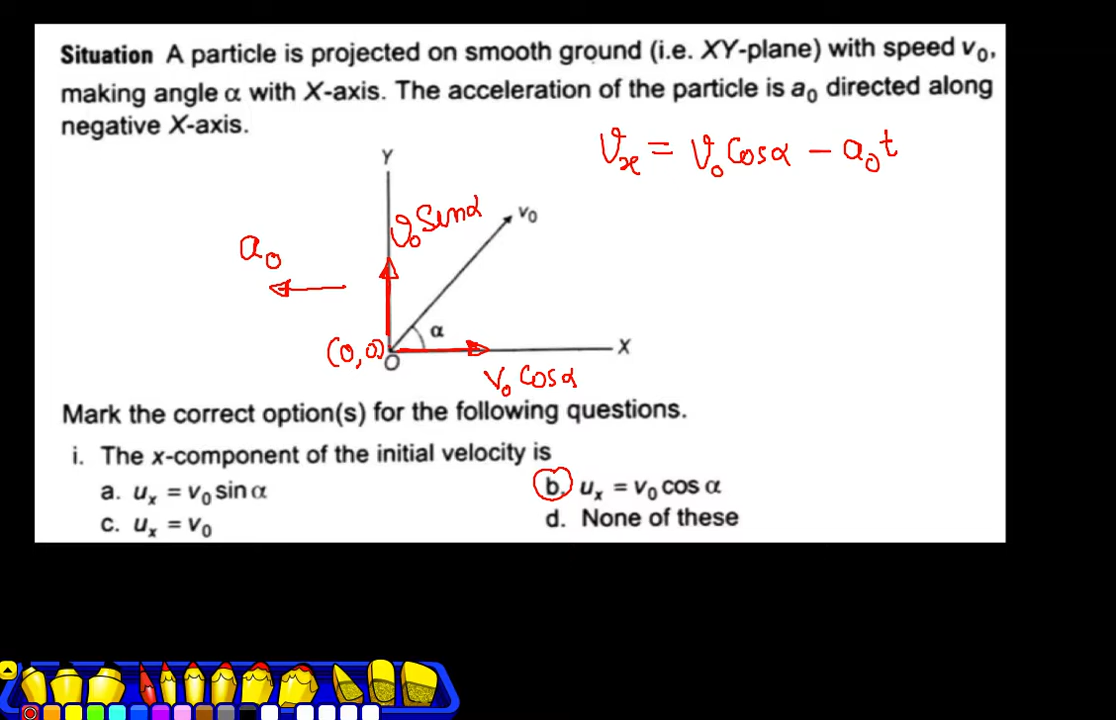 Situation A particle is projected on smooth ground (i.e. XY-plane) with speed v₀,
making angle α with X-axis. The acceleration of the particle is a₀ directed along
negative X-axis.
Vₓ = V₀ Cosα – a₀t
Y
V₀ Sinα
v₀
a₀
α
(0,0)
O
X
V₀ Cosα
Mark the correct option(s) for the following questions.
i. The x-component of the initial velocity is
a. uₓ = v₀ sin α
b. uₓ = v₀ cos α
c. uₓ = v₀
d. None of these